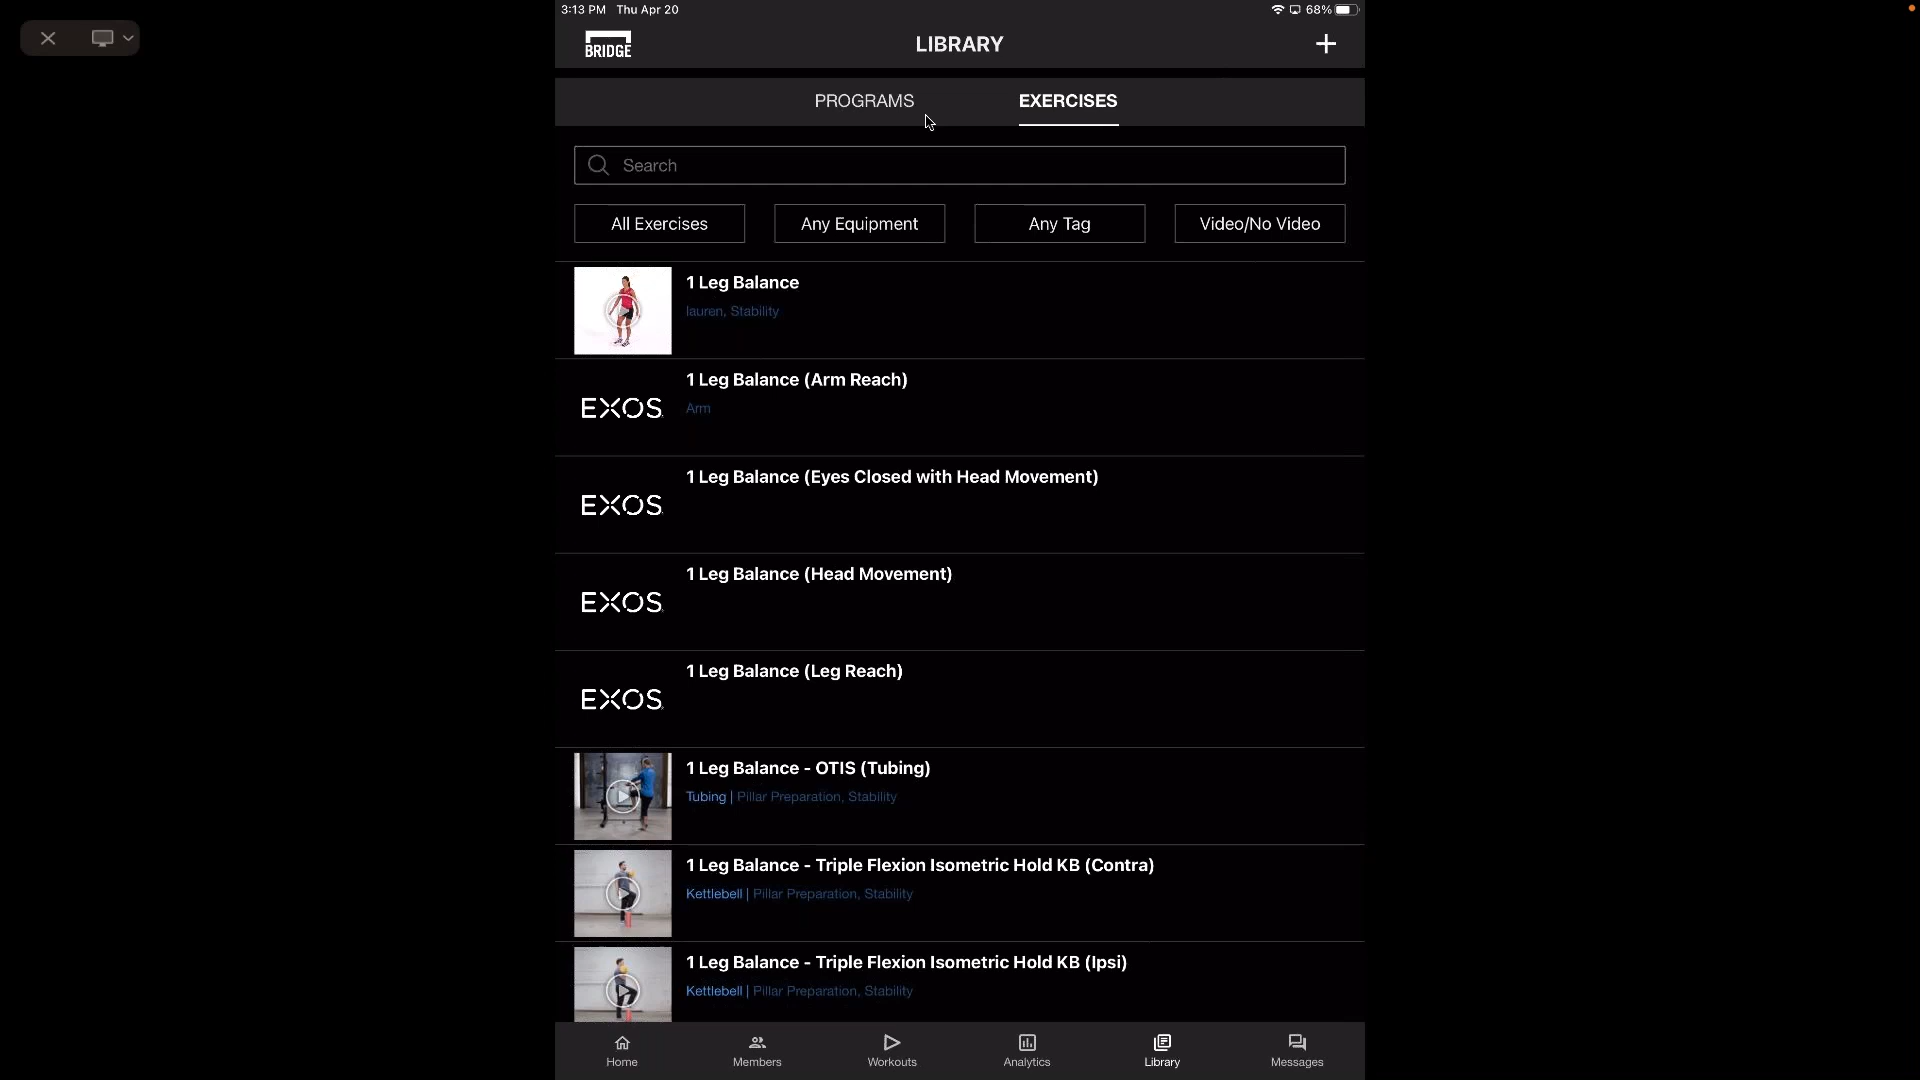 3:13 PM Thu Apr 20
68%
BRIDGE
LIBRARY
PROGRAMS
EXERCISES
Search
All Exercises
Any Equipment
Any Tag
Video/No Video
1 Leg Balance
lauren, Stability
EXOS
1 Leg Balance (Arm Reach)
Arm
EXOS
1 Leg Balance (Eyes Closed with Head Movement)
EXOS
1 Leg Balance (Head Movement)
EXOS
1 Leg Balance (Leg Reach)
1 Leg Balance - OTIS (Tubing)
Tubing | Pillar Preparation, Stability
1 Leg Balance - Triple Flexion Isometric Hold KB (Contra)
Kettlebell | Pillar Preparation, Stability
1 Leg Balance - Triple Flexion Isometric Hold KB (Ipsi)
Kettlebell | Pillar Preparation, Stability
Home
Members
Workouts
Analytics
Library
Messages